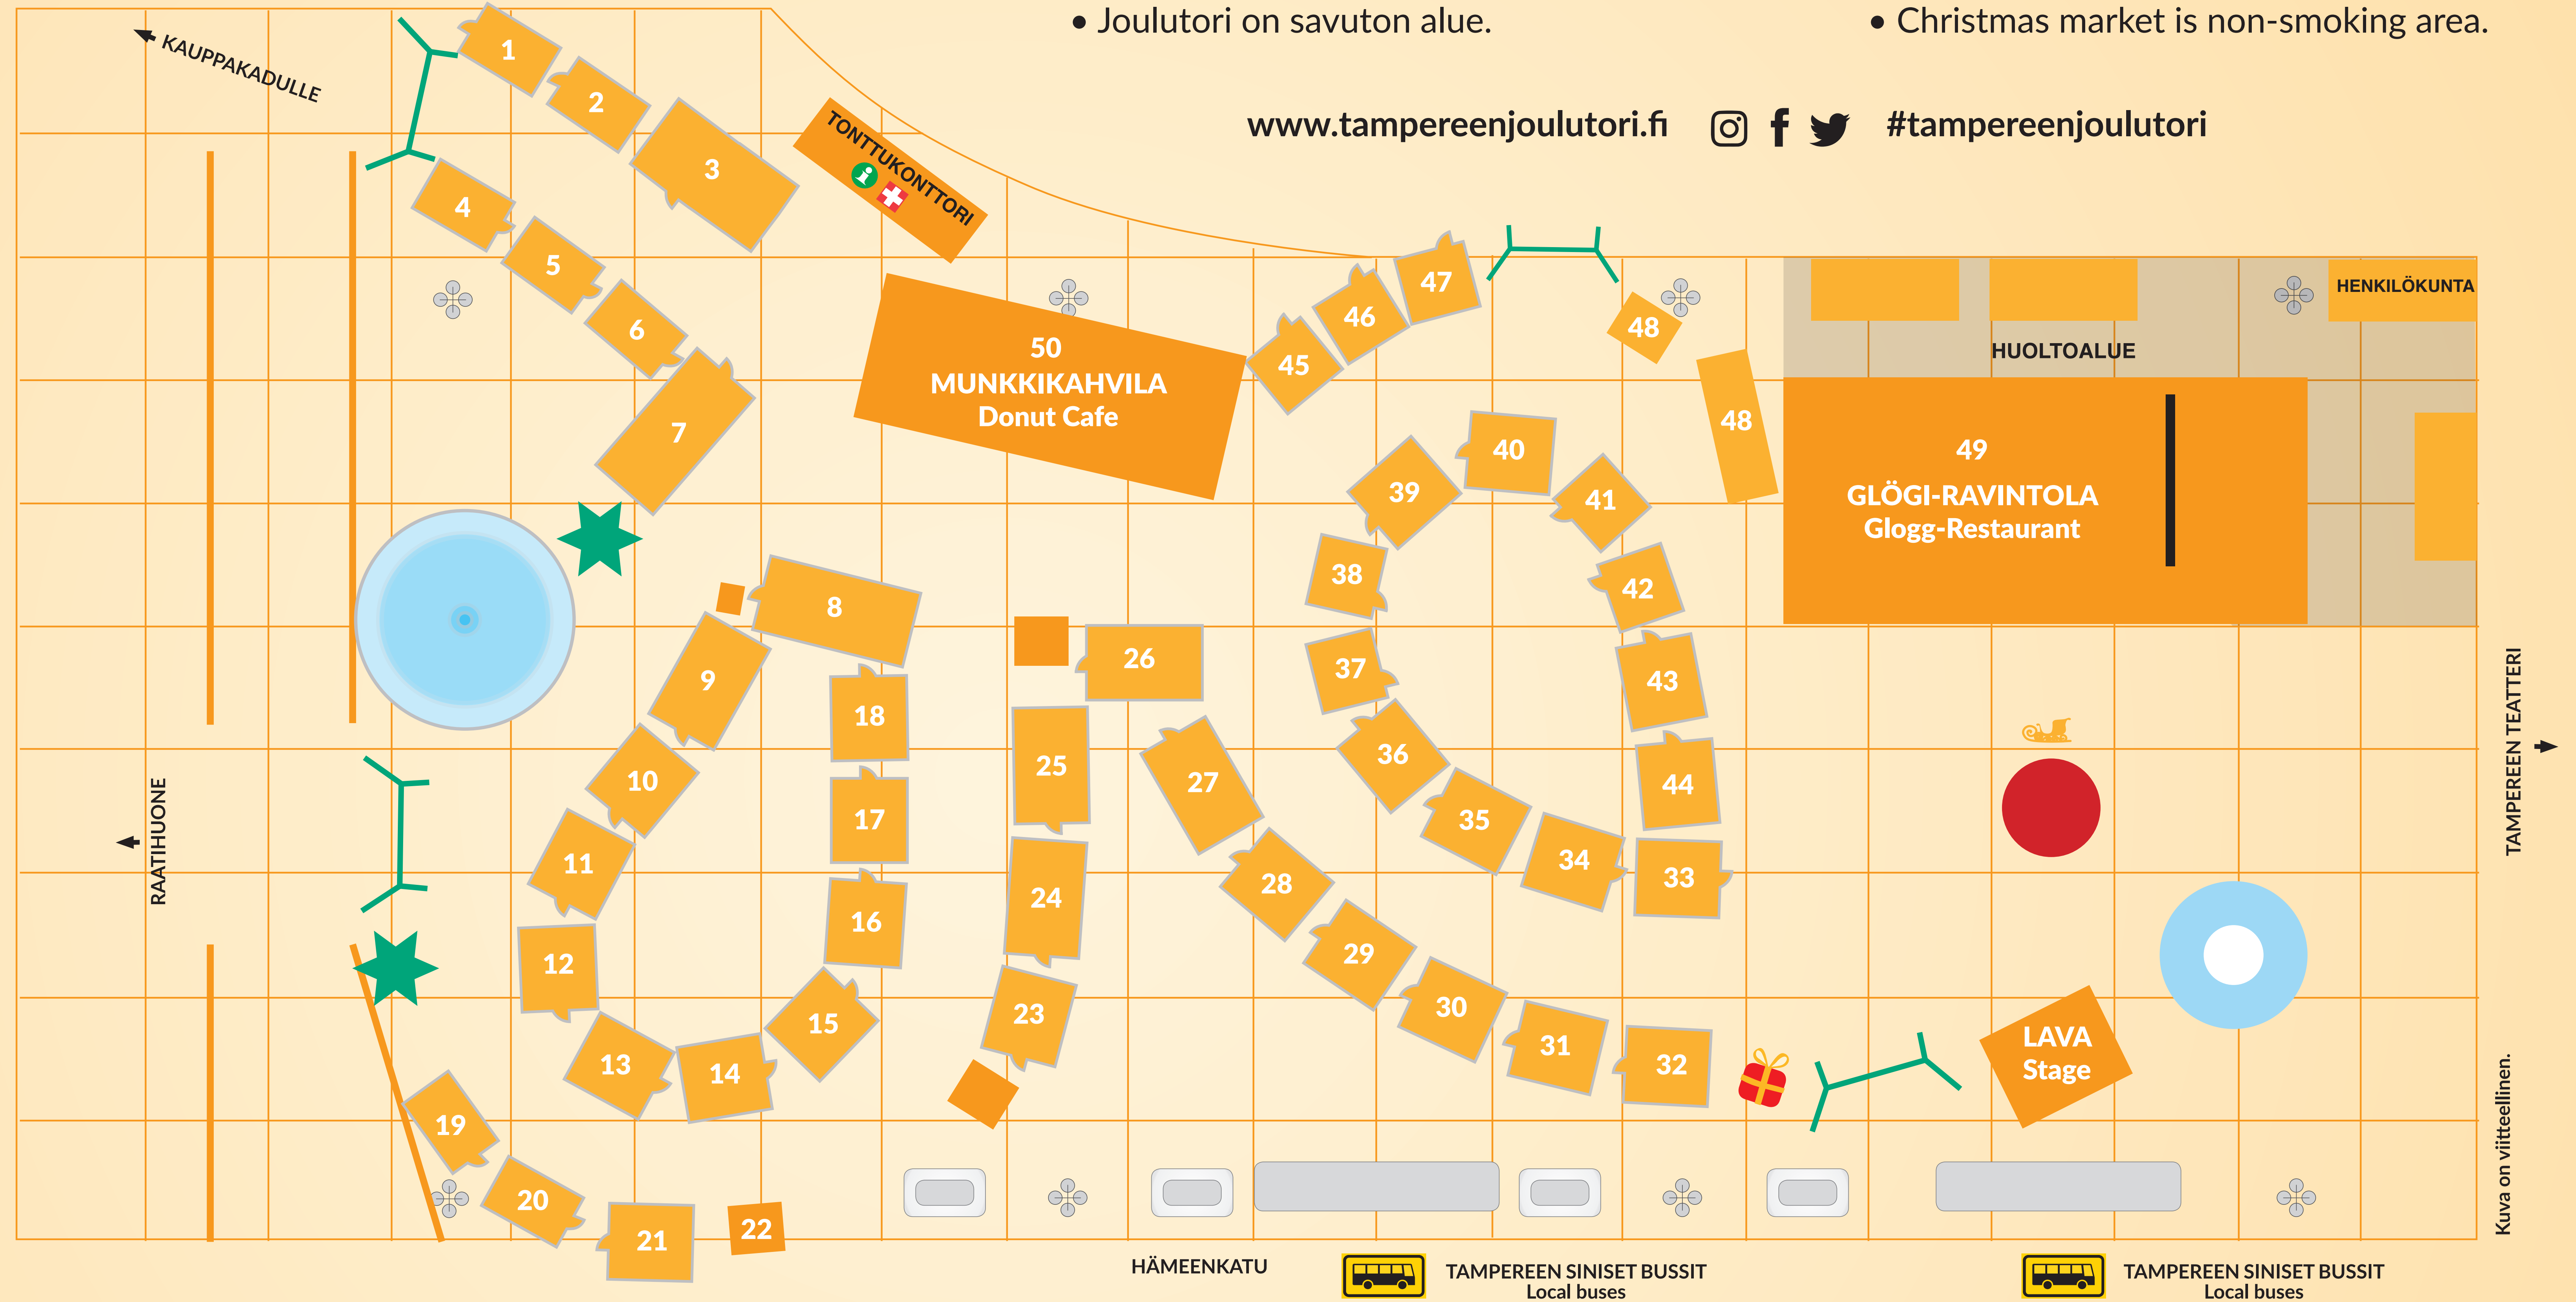 • Joulutori on savuton alue.
• Christmas market is non-smoking area.
www.tampereenjoulutori.fi
#tampereenjoulutori
KAUPPAKADULLE
1
2
3
TONTTUKONTTORI
i
4
5
6
7
50
MUNKKIKAHVILA
Donut Cafe
45
46
47
48
48
HENKILÖKUNTA
HUOLTOALUE
49
GLÖGI-RAVINTOLA
Glogg-Restaurant
40
39
41
38
42
37
43
36
44
35
34
33
8
9
10
11
12
13
14
15
16
17
18
26
25
24
23
27
28
29
30
31
32
19
20
21
22
RAATIHUONE
TAMPEREEN TEATTERI
LAVA
Stage
Kuva on viitteellinen.
HÄMEENKATU
TAMPEREEN SINISET BUSSIT
Local buses
TAMPEREEN SINISET BUSSIT
Local buses